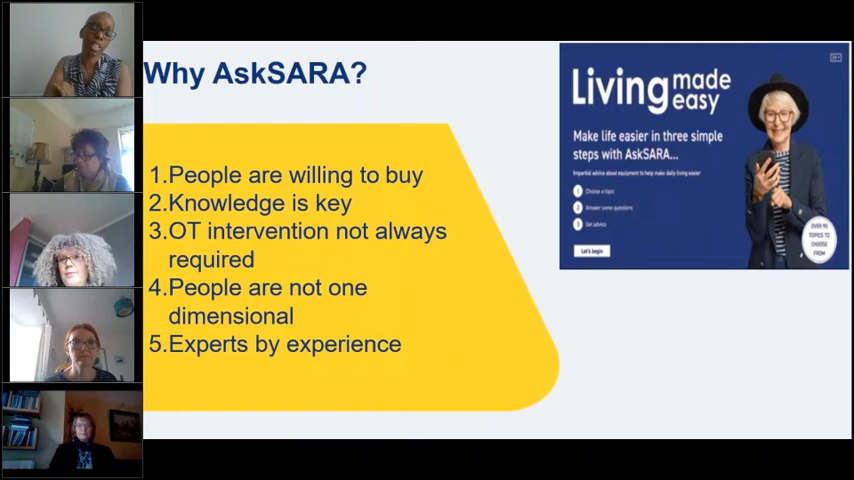 Why AskSARA?
1.People are willing to buy
2.Knowledge is key
3.OT intervention not always
required
4.People are not one
dimensional
5.Experts by experience
Living made
easy
Make life easier in three simple
steps with AskSARA...
Impartial advice about equipment to help make daily living easier
1 Choose a topic
2 Answer some questions
3 Get advice
Let's begin
OVER 90
TOPICS TO
CHOOSE
FROM